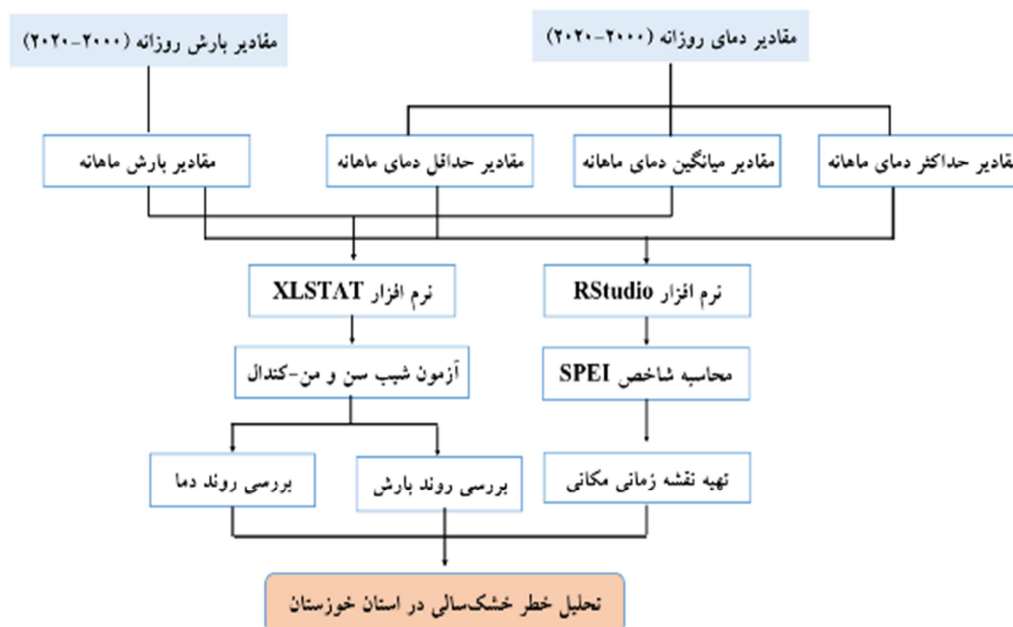 مقادیر دمای روزانه (۲۰۰۰-۲۰۲۰)
مقادیر بارش روزانه (۲۰۰۰-۲۰۲۰)
مقادیر حداکثر دمای ماهانه
مقادیر میانگین دمای ماهانه
مقادیر حداقل دمای ماهانه
مقادیر بارش ماهانه
نرم افزار RStudio
نرم افزار XLSTAT
محاسبه شاخص SPEI
آزمون شیب سن و من-کندال
تهیه نقشه زمانی مکانی
بررسی روند بارش
بررسی روند دما
تحلیل خطر خشک‌سالی در استان خوزستان